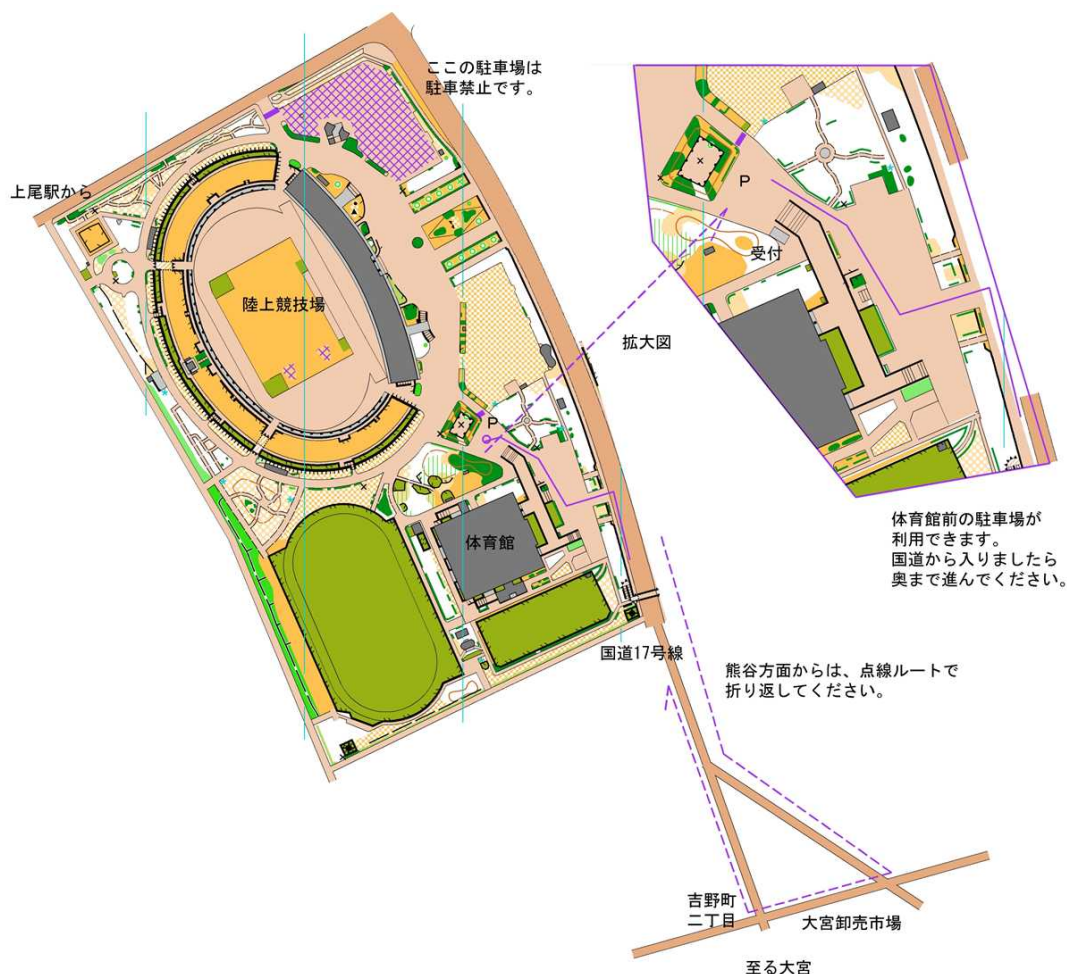 ここの駐車場は
駐車禁止です。
上尾駅から
陸上競技場
P
受付
拡大図
P
体育館
体育館前の駐車場が
利用できます。
国道から入りましたら
奥まで進んでください。
国道17号線
熊谷方面からは、点線ルートで
折り返してください。
吉野町
二丁目
大宮卸売市場
至る大宮